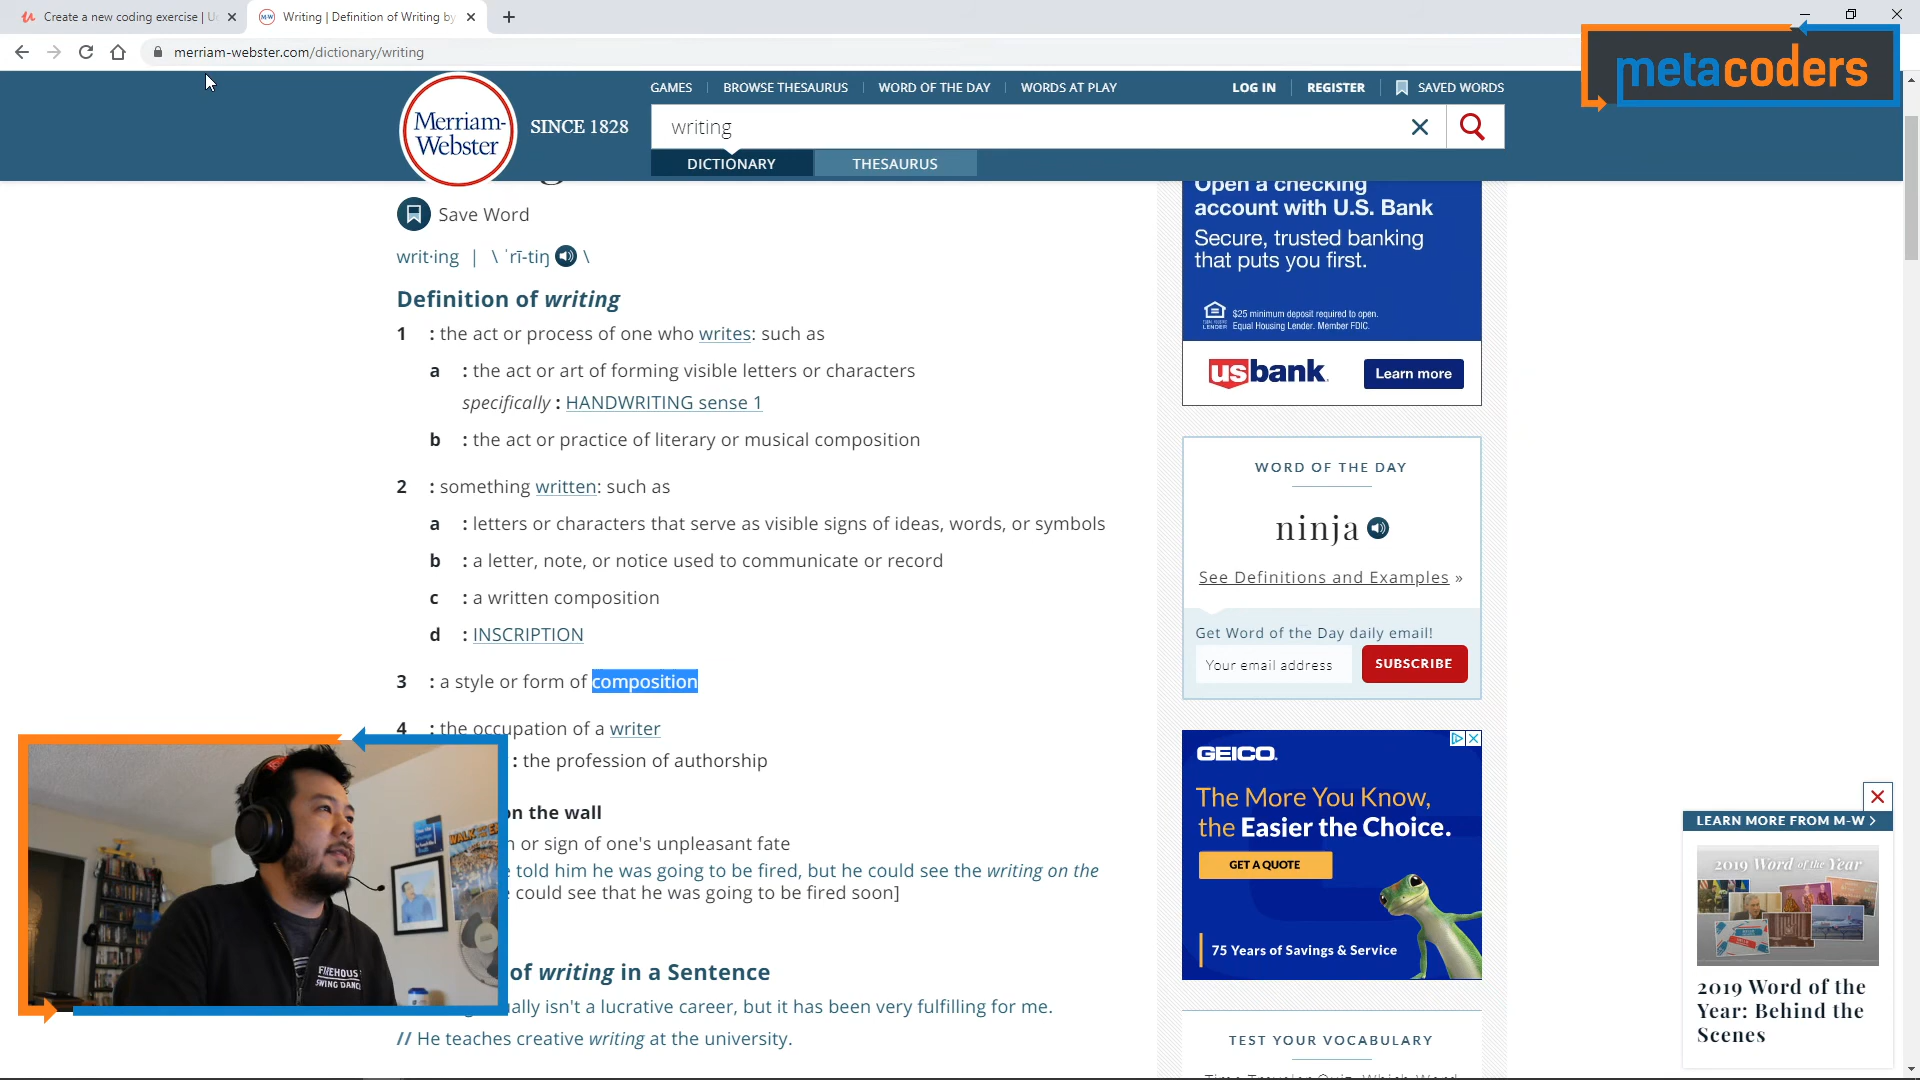 Create a new coding exercise | U
Writing | Definition of Writing by
merriam-webster.com/dictionary/writing
metacoders
GAMES
BROWSE THESAURUS
WORD OF THE DAY
WORDS AT PLAY
LOG IN
REGISTER
SAVED WORDS
Merriam-
Webster
SINCE 1828
writing
DICTIONARY
THESAURUS
Save Word
writ·ing | \ ˈrī-tiŋ \
Definition of writing
1 : the act or process of one who writes: such as
a : the act or art of forming visible letters or characters
specifically : HANDWRITING sense 1
b : the act or practice of literary or musical composition
2 : something written: such as
a : letters or characters that serve as visible signs of ideas, words, or symbols
b : a letter, note, or notice used to communicate or record
c : a written composition
d : INSCRIPTION
3 : a style or form of composition
4 : the occupation of a writer
: the profession of authorship
on the wall
or sign of one's unpleasant fate
told him he was going to be fired, but he could see the writing on the
could see that he was going to be fired soon]
of writing in a Sentence
ually isn't a lucrative career, but it has been very fulfilling for me.
// He teaches creative writing at the university.
Open a checking
account with U.S. Bank
Secure, trusted banking
that puts you first.
$25 minimum deposit required to open.
Equal Housing Lender. Member FDIC.
usbank
Learn more
WORD OF THE DAY
ninja
See Definitions and Examples »
Get Word of the Day daily email!
Your email address
SUBSCRIBE
GEICO
The More You Know,
the Easier the Choice.
GET A QUOTE
75 Years of Savings & Service
TEST YOUR VOCABULARY
LEARN MORE FROM M-W >
2019 Word of the Year
2019 Word of the
Year: Behind the
Scenes
FIREHOUS
SWING DANCE